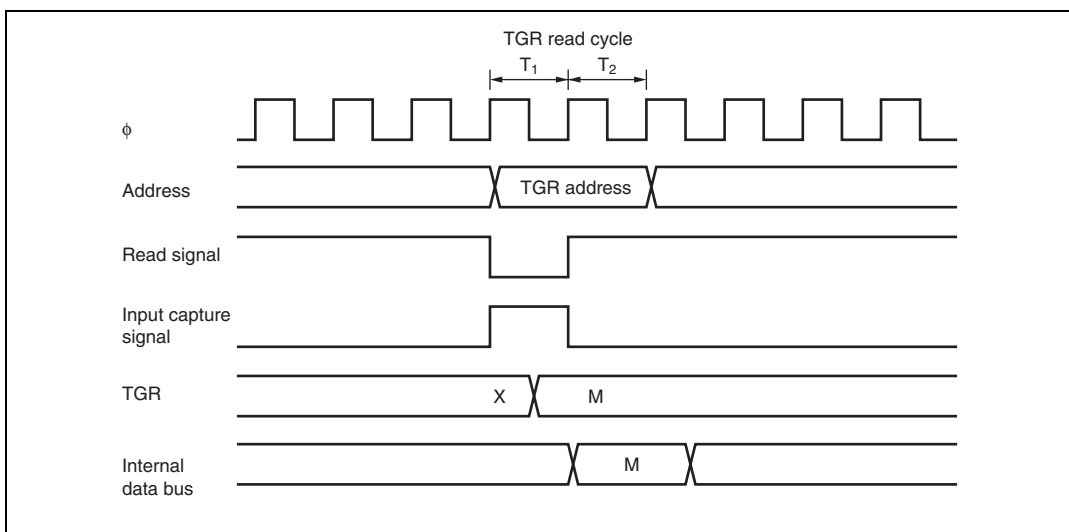 TGR read cycle
T1 T2
ϕ
Address
TGR address
Read signal
Input capture
signal
TGR
X
M
Internal
data bus
M